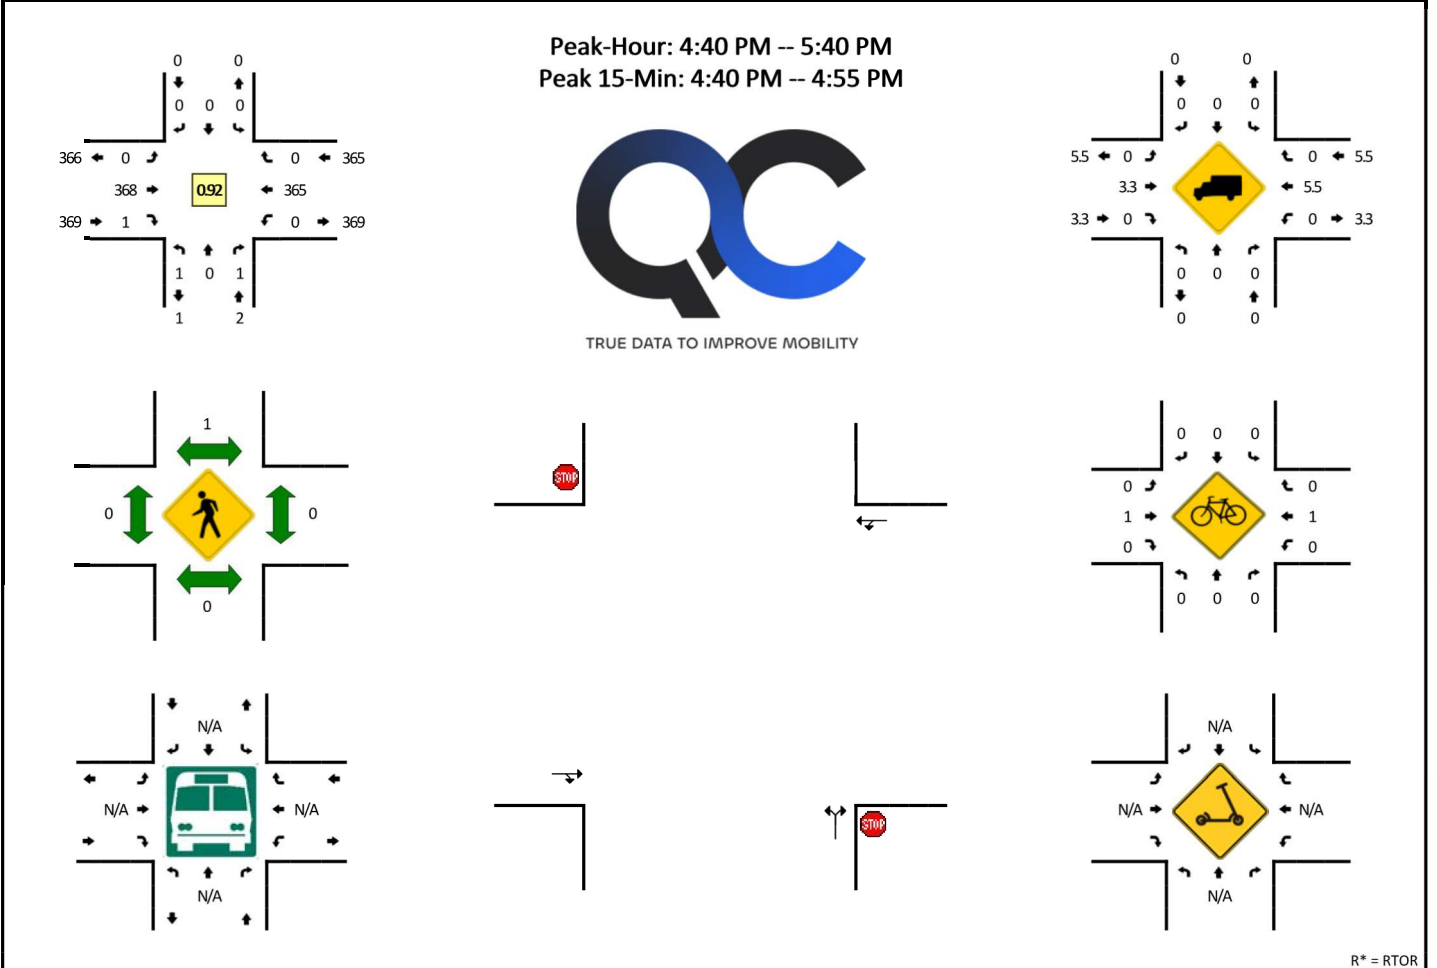 Peak-Hour: 4:40 PM -- 5:40 PM
Peak 15-Min: 4:40 PM -- 4:55 PM
0 0
0 0 0
366 0 0 365
368 0.92 365
369 1 0 369
1 0 1
1 2
TRUE DATA TO IMPROVE MOBILITY
0 0
0 0 0
5.5 0 0 5.5
3.3 5.5
3.3 0 0 3.3
0 0 0
0 0
1
0 0
0
STOP
STOP
0 0 0
0 0
1 1
0 0
0 0 0
N/A
N/A N/A
N/A
N/A
N/A N/A
N/A
R* = RTOR